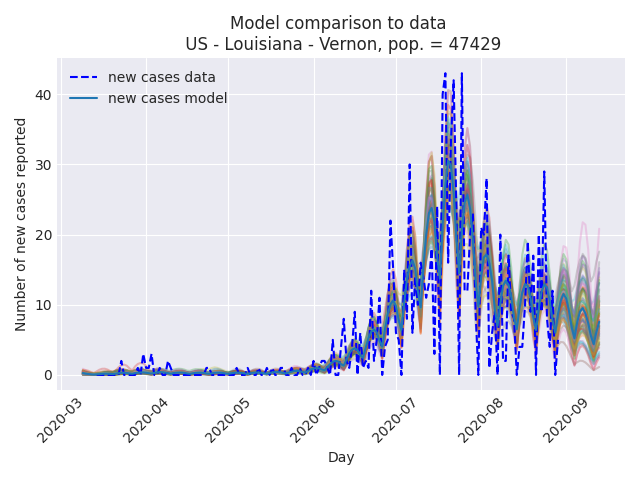 Model comparison to data
US - Louisiana - Vernon, pop. = 47429
new cases data
new cases model
Number of new cases reported
40
30
20
10
0
2020-03
2020-04
2020-05
2020-06
2020-07
2020-08
2020-09
Day